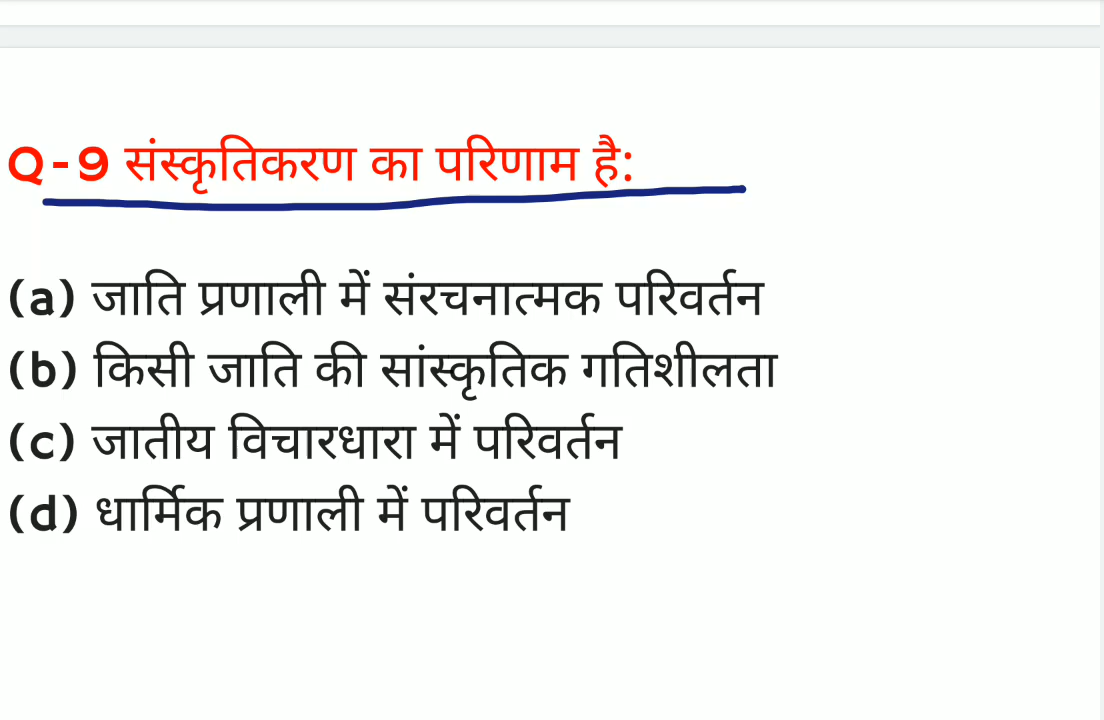 Q-9 संस्कृतिकरण का परिणाम है:
(a) जाति प्रणाली में संरचनात्मक परिवर्तन
(b) किसी जाति की सांस्कृतिक गतिशीलता
(c) जातीय विचारधारा में परिवर्तन
(d) धार्मिक प्रणाली में परिवर्तन